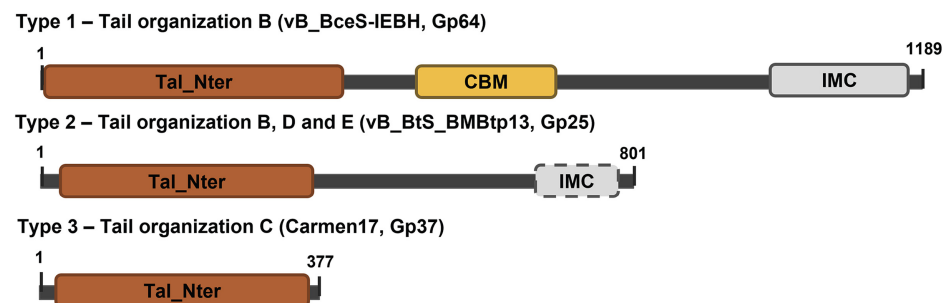 Type 1 – Tail organization B (vB_BceS-IEBH, Gp64)
1 1189
Tal_Nter CBM IMC
Type 2 – Tail organization B, D and E (vB_BtS_BMBtp13, Gp25)
1 801
Tal_Nter IMC
Type 3 – Tail organization C (Carmen17, Gp37)
1 377
Tal_Nter